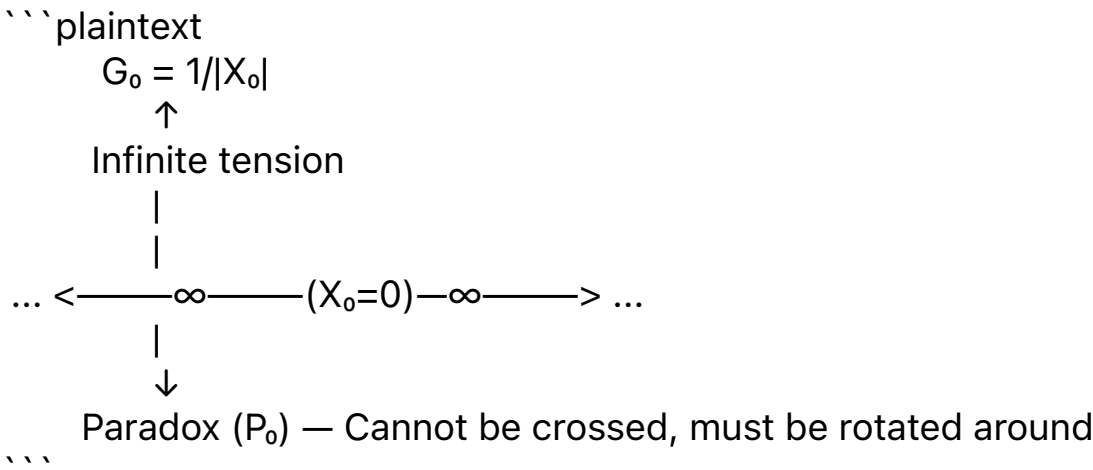 ```plaintext
G₀ = 1/|X₀|
↑
Infinite tension
|
|
... <———∞———(X₀=0)—∞———> ...
|
↓
Paradox (P₀) — Cannot be crossed, must be rotated around
```